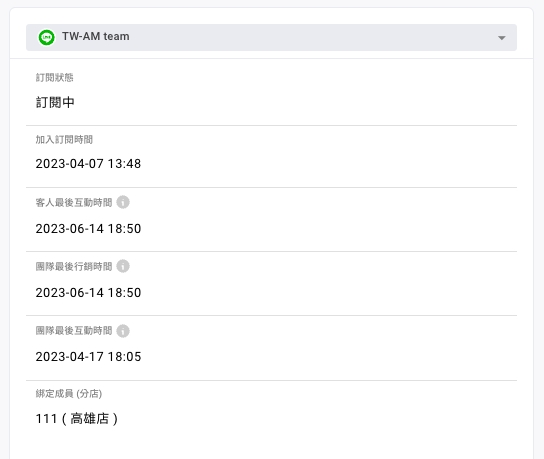 TW-AM team
訂閱狀態
訂閱中
加入訂閱時間
2023-04-07 13:48
客人最後互動時間
2023-06-14 18:50
團隊最後行銷時間
2023-06-14 18:50
團隊最後互動時間
2023-04-17 18:05
綁定成員 (分店)
111 ( 高雄店 )